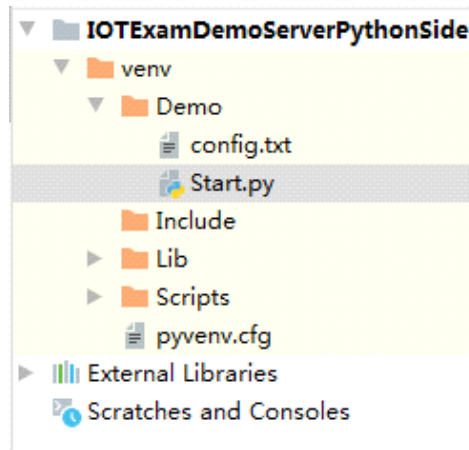 IOTExamDemoServerPythonSide
venv
Demo
config.txt
Start.py
Include
Lib
Scripts
pyvenv.cfg
External Libraries
Scratches and Consoles